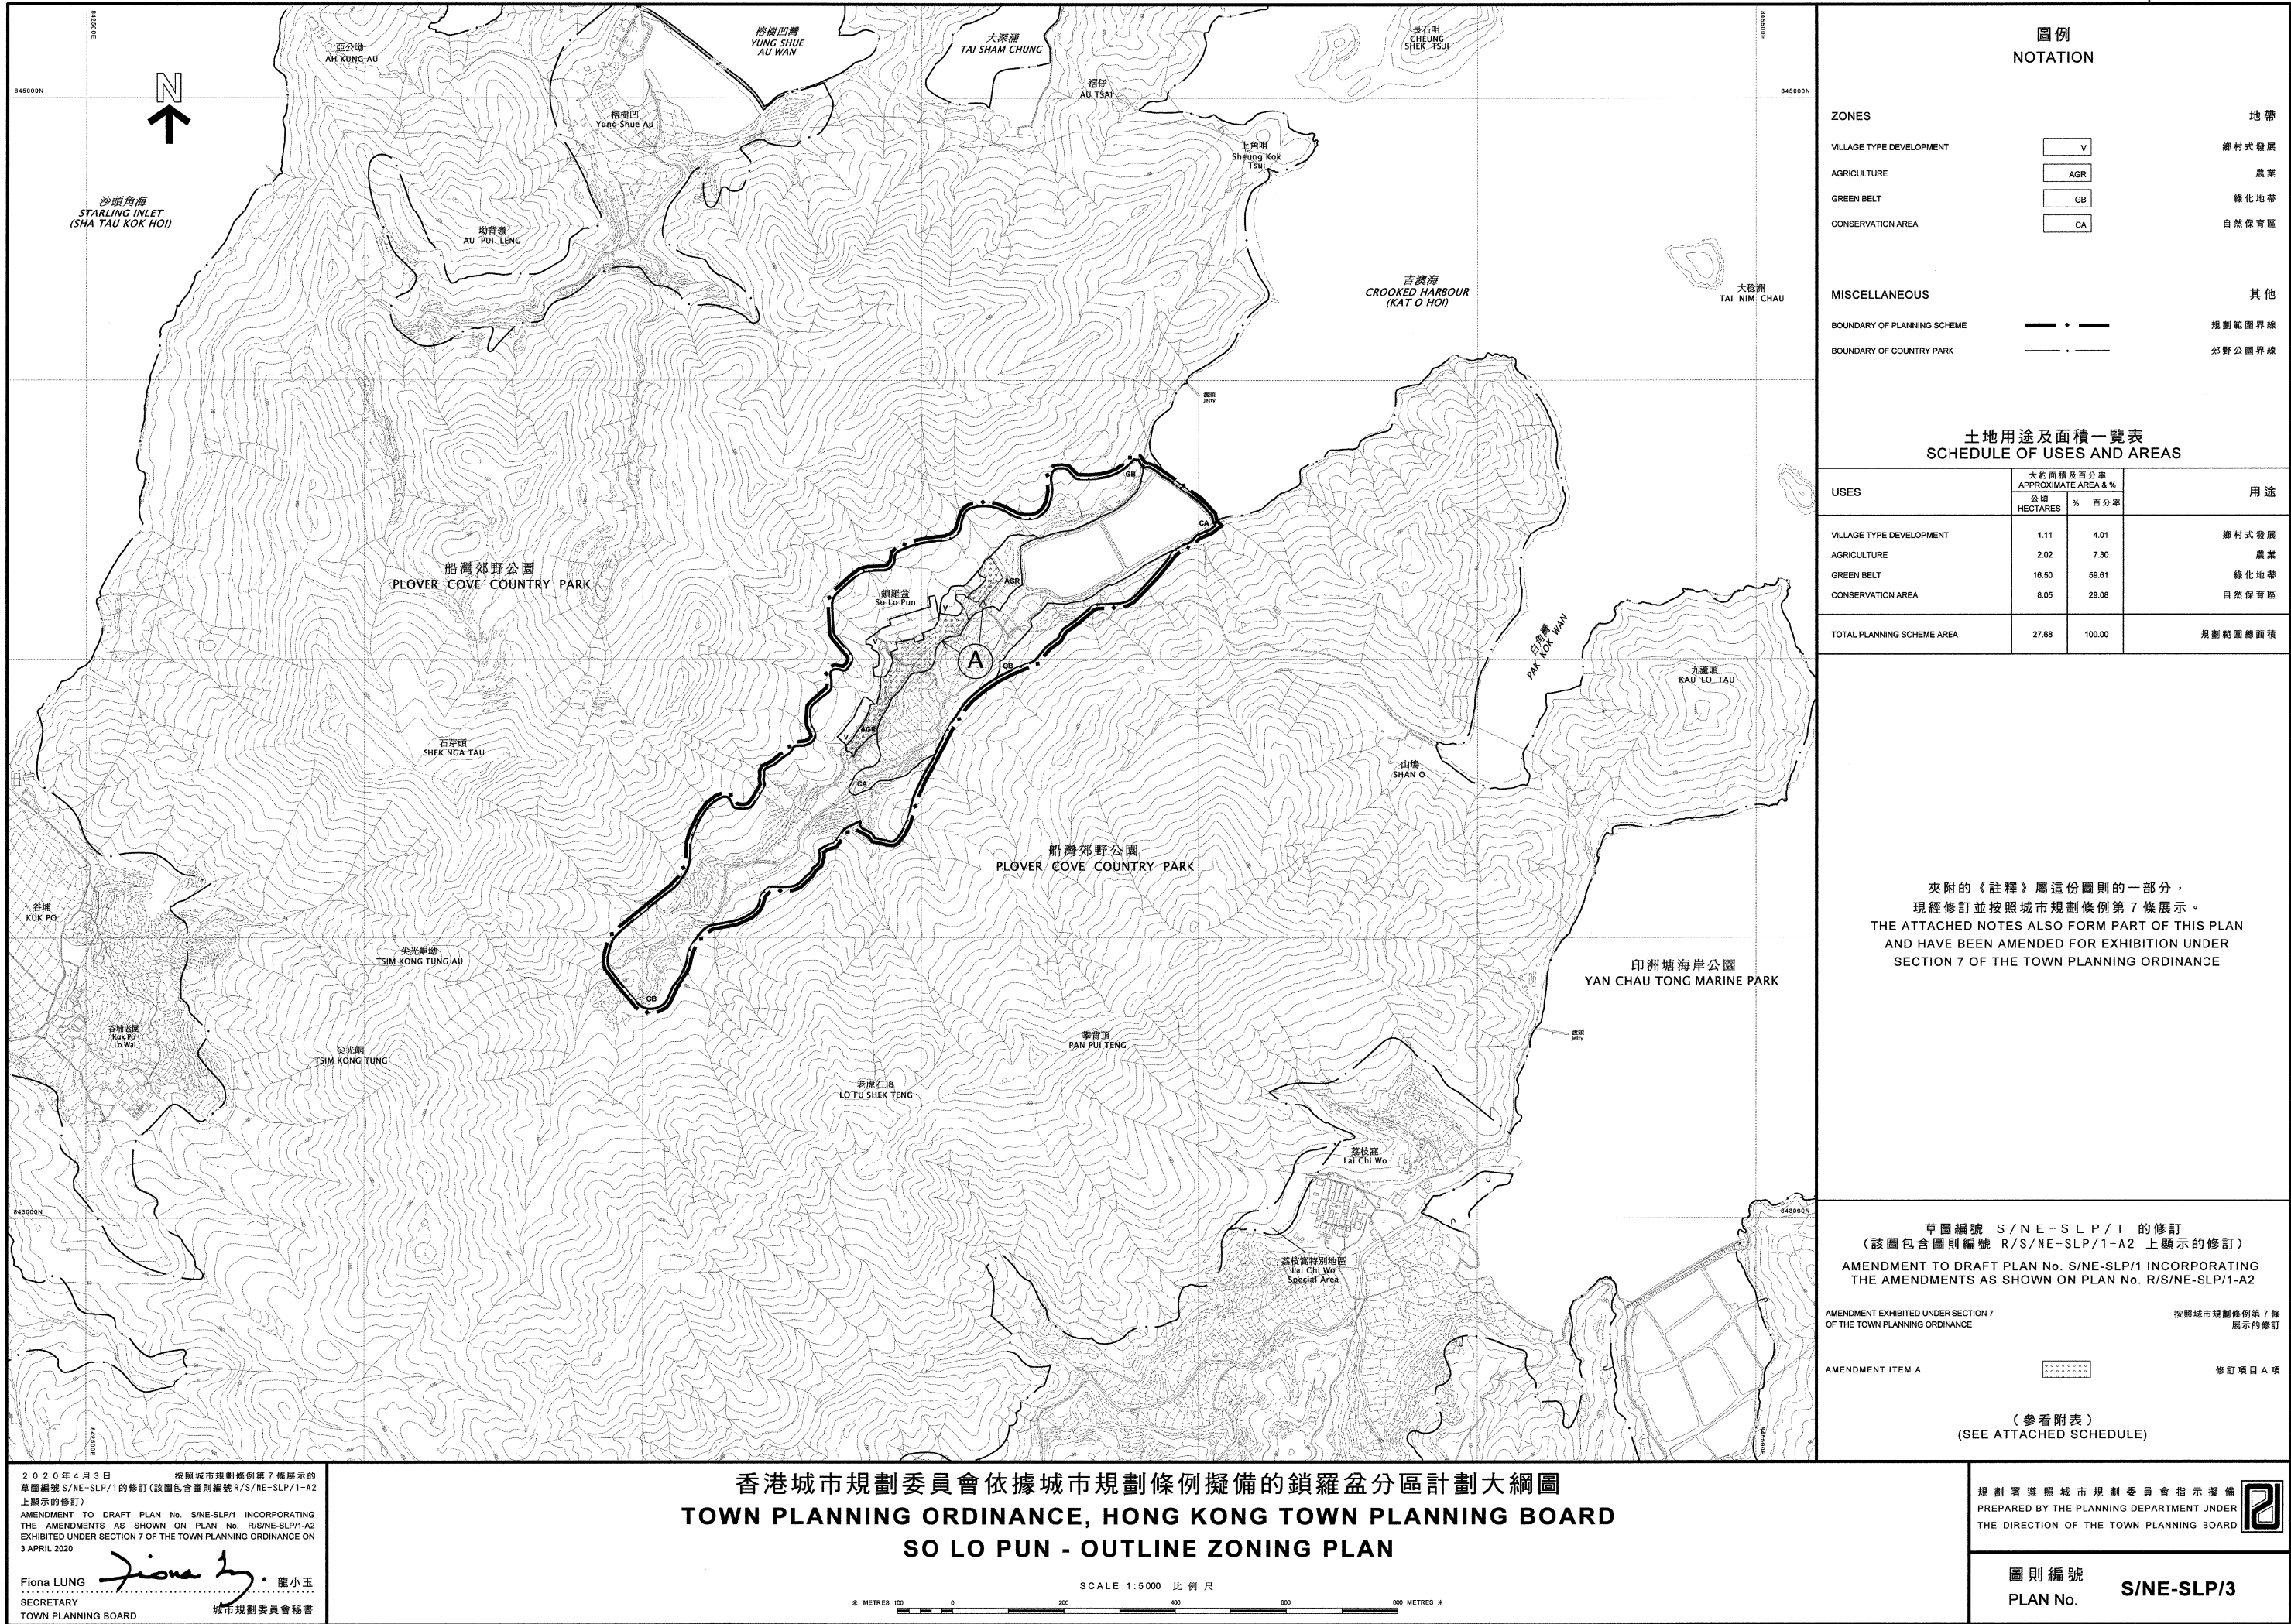 842500E
845500E
845000N
845000N
N
亞公坳
AH KUNG AU
榕樹凹灣
YUNG SHUE
AU WAN
大深涌
TAI SHAM CHUNG
長石咀
CHEUNG
SHEK TSUI
滘仔
AU TSAI
榕樹凹
Yung Shue Au
上角咀
Sheung Kok
Tsui
沙頭角海
STARLING INLET
(SHA TAU KOK HOI)
坳背嶺
AU PUI LENG
吉澳海
CROOKED HARBOUR
(KAT O HOI)
大稔洲
TAI NIM CHAU
碼頭
Jetty
GB
CA
船灣郊野公園
PLOVER COVE COUNTRY PARK
AGR
鎖羅盆
So Lo Pun
V
V
A
GB
白角灣
PAK KOK WAN
九蘆頭
KAU LO TAU
V
AGR
石芽頭
SHEK NGA TAU
CA
山塢
SHAN O
船灣郊野公園
PLOVER COVE COUNTRY PARK
谷埔
KUK PO
尖光峒坳
TSIM KONG TUNG AU
印洲塘海岸公園
YAN CHAU TONG MARINE PARK
GB
谷埔老圍
Kuk Po
Lo Wai
尖光峒
TSIM KONG TUNG
攀背頂
PAN PUI TENG
碼頭
Jetty
老虎石頂
LO FU SHEK TENG
荔枝窩
Lai Chi Wo
843000N
843000N
荔枝窩特別地區
Lai Chi Wo
Special Area
842500E
845500E
圖例
NOTATION
ZONES 地帶
VILLAGE TYPE DEVELOPMENT V 鄉村式發展
AGRICULTURE AGR 農業
GREEN BELT GB 綠化地帶
CONSERVATION AREA CA 自然保育區
MISCELLANEOUS 其他
BOUNDARY OF PLANNING SCHEME 規劃範圍界線
BOUNDARY OF COUNTRY PARK 郊野公園界線
土地用途及面積一覽表
SCHEDULE OF USES AND AREAS
USES 大約面積及百分率 用途
APPROXIMATE AREA & %
公頃 % 百分率
HECTARES
VILLAGE TYPE DEVELOPMENT 1.11 4.01 鄉村式發展
AGRICULTURE 2.02 7.30 農業
GREEN BELT 16.50 59.61 綠化地帶
CONSERVATION AREA 8.05 29.08 自然保育區
TOTAL PLANNING SCHEME AREA 27.68 100.00 規劃範圍總面積
夾附的《註釋》屬這份圖則的一部分，
現經修訂並按照城市規劃條例第7條展示。
THE ATTACHED NOTES ALSO FORM PART OF THIS PLAN
AND HAVE BEEN AMENDED FOR EXHIBITION UNDER
SECTION 7 OF THE TOWN PLANNING ORDINANCE
草圖編號 S/NE-SLP/1 的修訂
（該圖包含圖則編號 R/S/NE-SLP/1-A2 上顯示的修訂）
AMENDMENT TO DRAFT PLAN No. S/NE-SLP/1 INCORPORATING
THE AMENDMENTS AS SHOWN ON PLAN No. R/S/NE-SLP/1-A2
AMENDMENT EXHIBITED UNDER SECTION 7 按照城市規劃條例第7條
OF THE TOWN PLANNING ORDINANCE 展示的修訂
AMENDMENT ITEM A 修訂項目A項
（參看附表）
(SEE ATTACHED SCHEDULE)
2020年4月3日 按照城市規劃條例第7條展示的
草圖編號S/NE-SLP/1的修訂(該圖包含圖則編號R/S/NE-SLP/1-A2
上顯示的修訂)
AMENDMENT TO DRAFT PLAN No. S/NE-SLP/1 INCORPORATING
THE AMENDMENTS AS SHOWN ON PLAN No. R/S/NE-SLP/1-A2
EXHIBITED UNDER SECTION 7 OF THE TOWN PLANNING ORDINANCE ON
3 APRIL 2020
Fiona LUNG 龍小玉
SECRETARY
TOWN PLANNING BOARD 城市規劃委員會秘書
香港城市規劃委員會依據城市規劃條例擬備的鎖羅盆分區計劃大綱圖
TOWN PLANNING ORDINANCE, HONG KONG TOWN PLANNING BOARD
SO LO PUN - OUTLINE ZONING PLAN
SCALE 1:5000 比例尺
米 METRES 100 0 200 400 600 800 METRES 米
規劃署遵照城市規劃委員會指示擬備
PREPARED BY THE PLANNING DEPARTMENT UNDER
THE DIRECTION OF THE TOWN PLANNING BOARD
圖則編號
PLAN No. S/NE-SLP/3